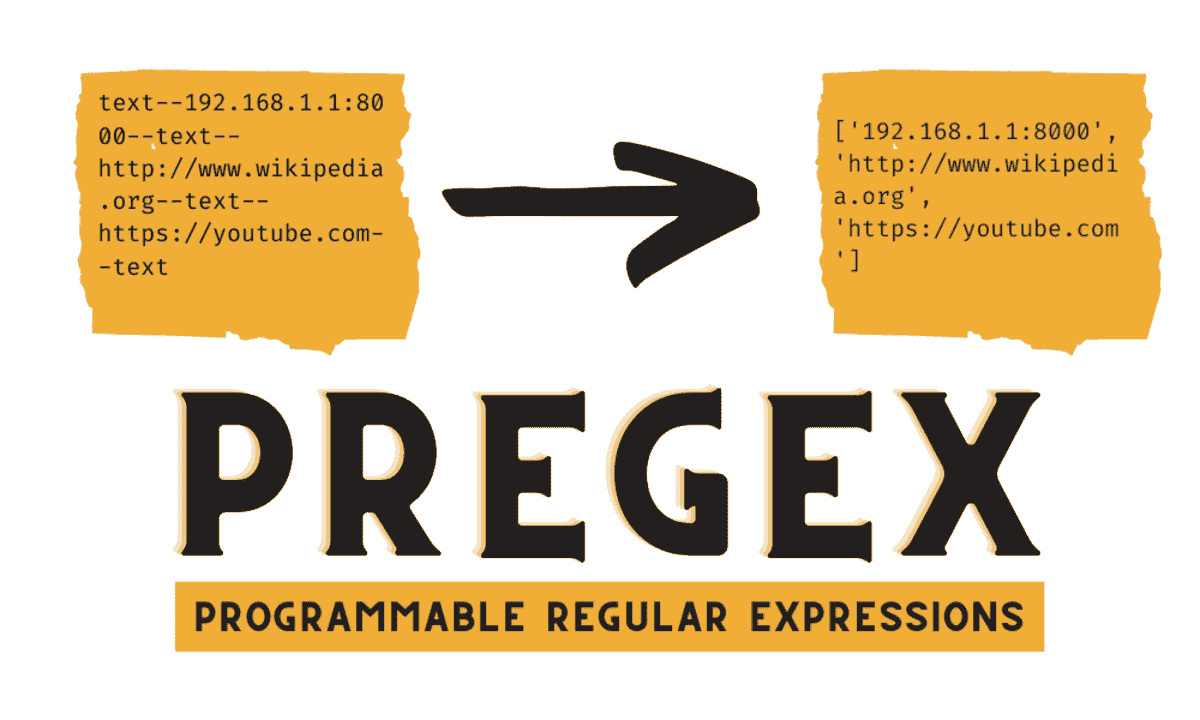 text--192.168.1.1:80
00--text--
http://www.wikipedia
.org--text--
https://youtube.com-
-text
['192.168.1.1:8000',
'http://www.wikipedi
a.org',
'https://youtube.com
']
PREGEX
PROGRAMMABLE REGULAR EXPRESSIONS